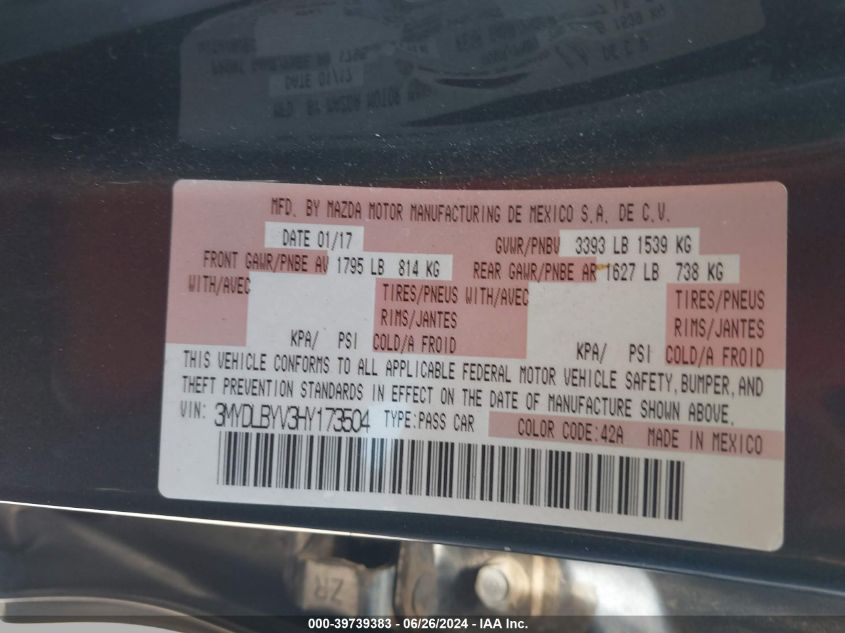 MFD. BY MAZDA MOTOR MANUFACTURING DE MEXICO S.A. DE C.V.
DATE 01/17 GVWR/PNBV 3393 LB 1539 KG
FRONT GAWR/PNBE AV 1795 LB 814 KG REAR GAWR/PNBE AR 1627 LB 738 KG
WITH/AVEC TIRES/PNEUS WITH/AVEC TIRES/PNEUS
RIMS/JANTES RIMS/JANTES
KPA/ PSI COLD/A FROID KPA/ PSI COLD/A FROID
THIS VEHICLE CONFORMS TO ALL APPLICABLE FEDERAL MOTOR VEHICLE SAFETY, BUMPER, AND
THEFT PREVENTION STANDARDS IN EFFECT ON THE DATE OF MANUFACTURE SHOWN ABOVE.
VIN: 3MYDLBYV3HY173504 TYPE: PASS CAR COLOR CODE: 42A MADE IN MEXICO
ZR
000-39739383 - 06/26/2024 - IAA Inc.